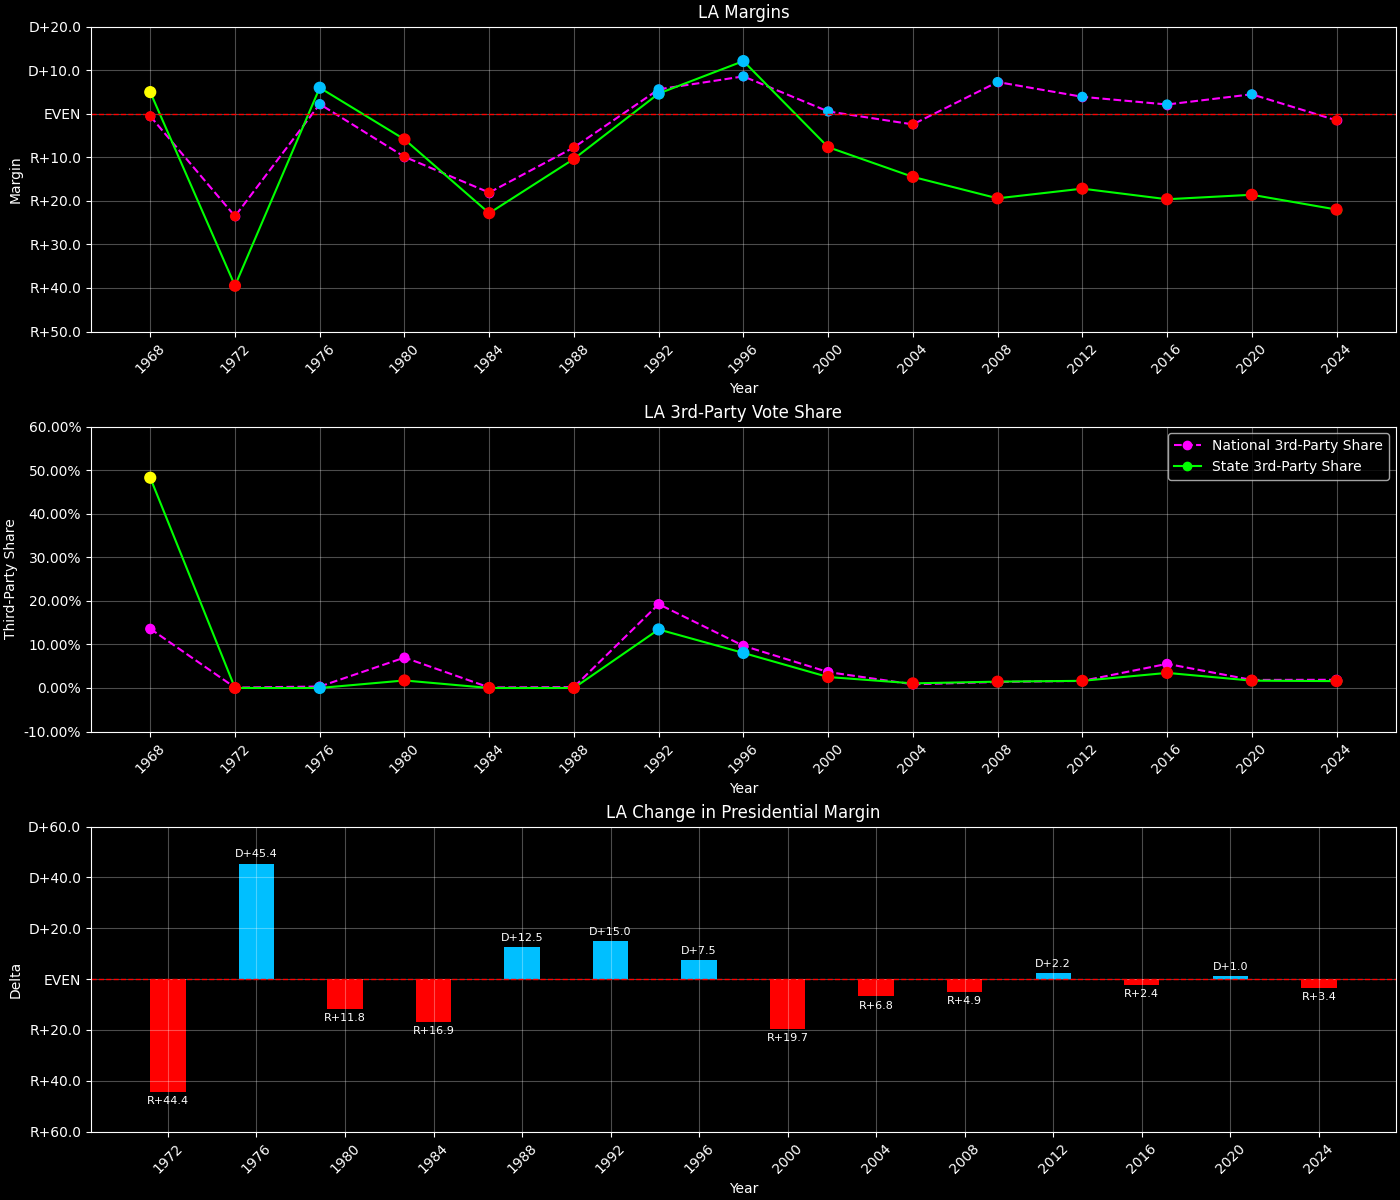 LA Margins
D+20.0
D+10.0
EVEN
R+10.0
R+20.0
R+30.0
R+40.0
R+50.0
Margin
1968
1972
1976
1980
1984
1988
1992
1996
2000
2004
2008
2012
2016
2020
2024
Year
LA 3rd-Party Vote Share
60.00%
50.00%
40.00%
30.00%
20.00%
10.00%
0.00%
-10.00%
Third-Party Share
National 3rd-Party Share
State 3rd-Party Share
1968
1972
1976
1980
1984
1988
1992
1996
2000
2004
2008
2012
2016
2020
2024
Year
LA Change in Presidential Margin
D+60.0
D+40.0
D+20.0
EVEN
R+20.0
R+40.0
R+60.0
Delta
R+44.4
D+45.4
R+11.8
R+16.9
D+12.5
D+15.0
D+7.5
R+19.7
R+6.8
R+4.9
D+2.2
R+2.4
D+1.0
R+3.4
1972
1976
1980
1984
1988
1992
1996
2000
2004
2008
2012
2016
2020
2024
Year